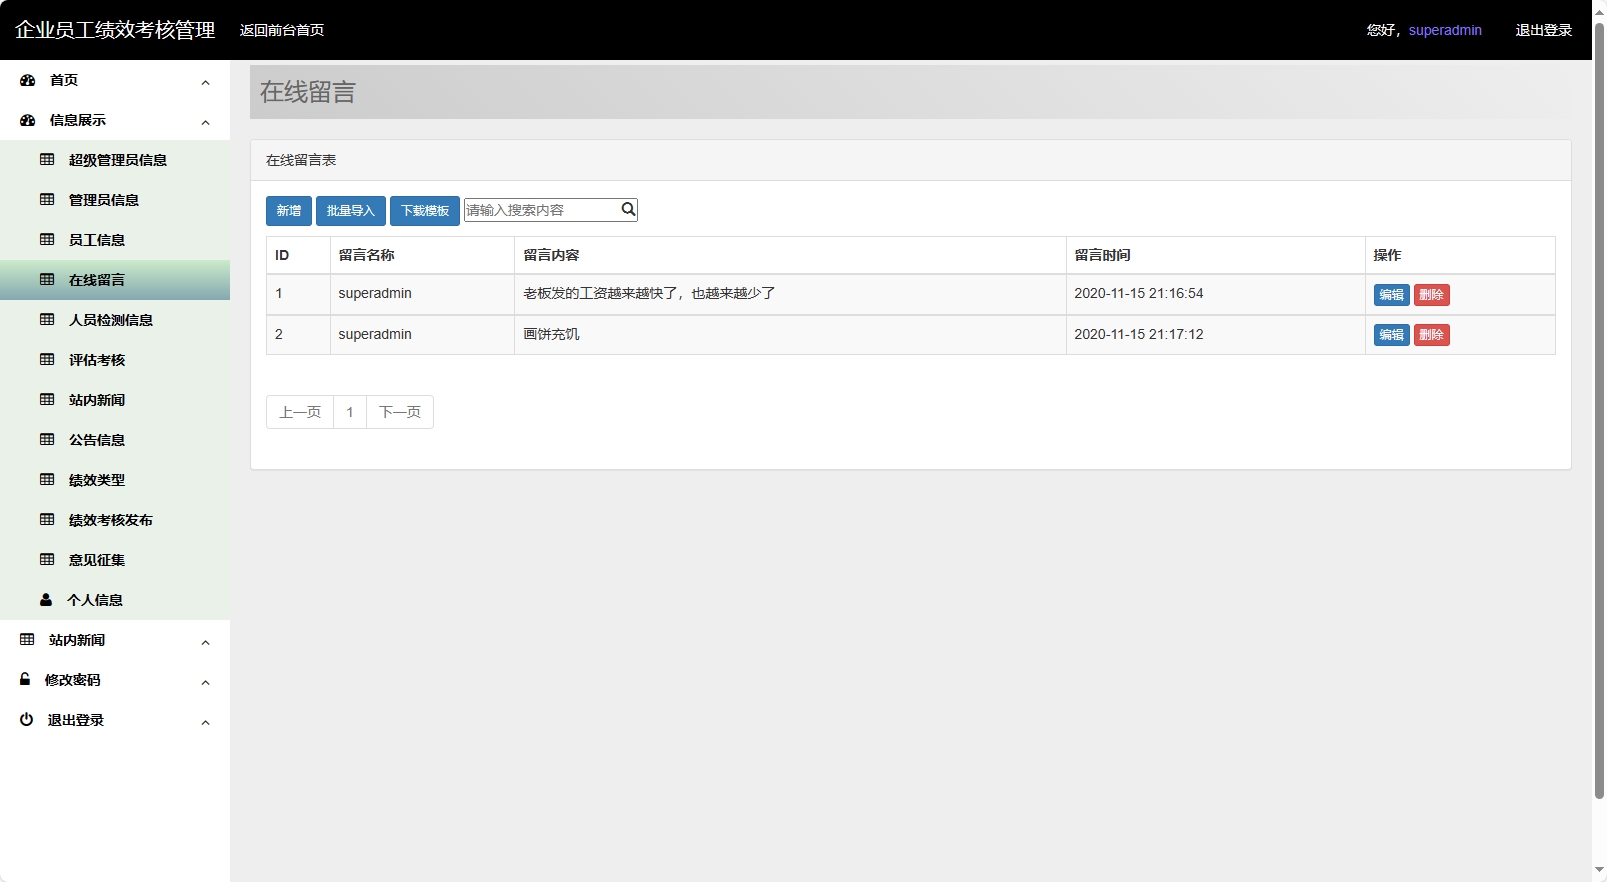 企业员工绩效考核管理 返回前台首页 您好，superadmin 退出登录
首页
信息展示
超级管理员信息
管理员信息
员工信息
在线留言
人员检测信息
评估考核
站内新闻
公告信息
绩效类型
绩效考核发布
意见征集
个人信息
站内新闻
修改密码
退出登录
在线留言
在线留言表
新增 批量导入 下载模板 请输入搜索内容
ID 留言名称 留言内容 留言时间 操作
1 superadmin 老板发的工资越来越快了，也越来越少了 2020-11-15 21:16:54 编辑 删除
2 superadmin 画饼充饥 2020-11-15 21:17:12 编辑 删除
上一页 1 下一页